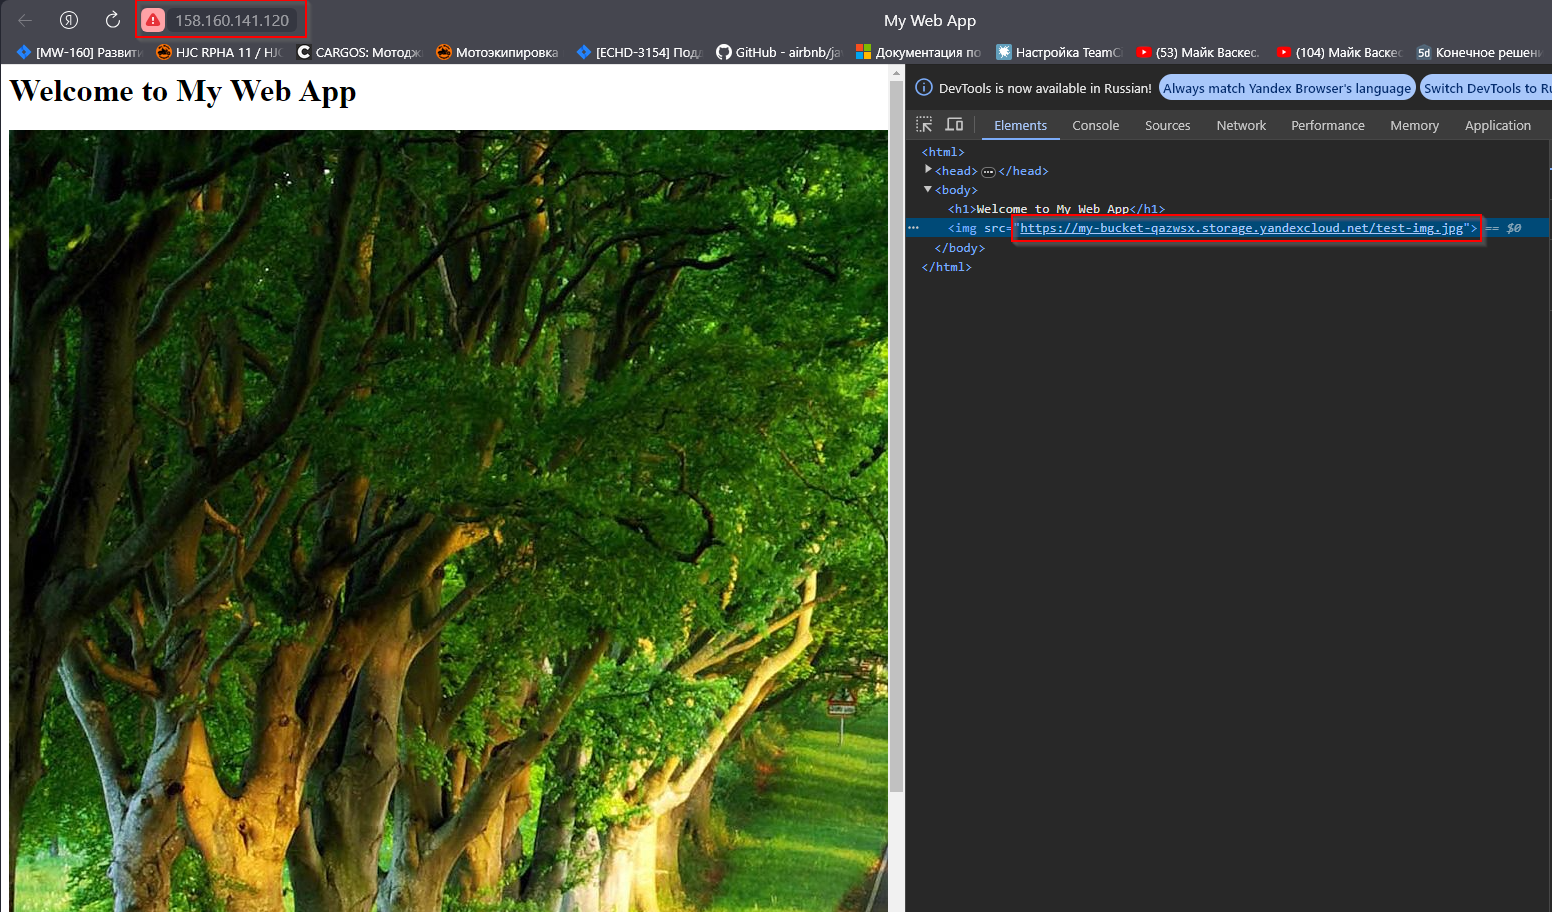 Я 158.160.141.120 My Web App
[MW-160] Развити HJC RPHA 11 / HJC CARGOS: Мотодж Мотоэкипировка [ECHD-3154] Подд GitHub - airbnb/ja Документация по Настройка TeamCi (53) Майк Васкес. (104) Майк Васкес 5d Конечное решени
Welcome to My Web App
DevTools is now available in Russian! Always match Yandex Browser's language Switch DevTools to Ru
Elements Console Sources Network Performance Memory Application
<html>
<head> ••• </head>
<body>
<h1>Welcome to My Web App</h1>
••• <img src="https://my-bucket-qazwsx.storage.yandexcloud.net/test-img.jpg"> == $0
</body>
</html>